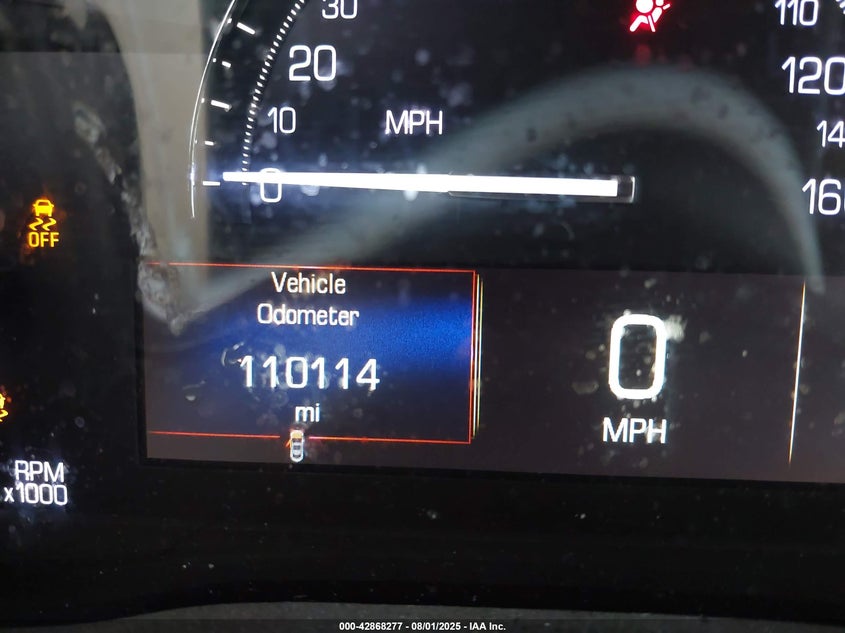 30
20
10
MPH
0
110
120
14
16
OFF
Vehicle
Odometer
110114
mi
0
MPH
RPM
x1000
000-42868277 - 08/01/2025 - IAA Inc.